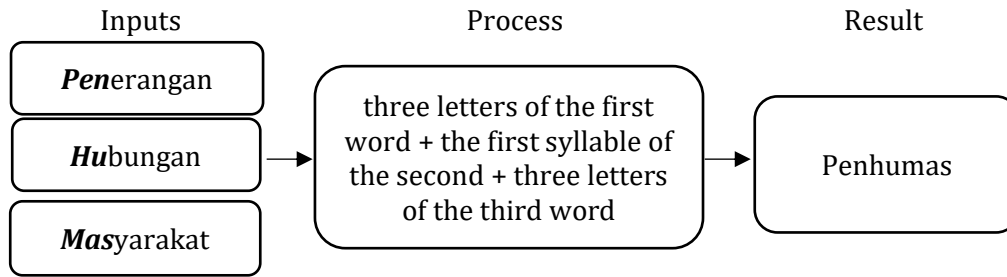 Inputs
Process
Result
Penerangan
Hubungan
Masyarakat
three letters of the first
word + the first syllable of
the second + three letters
of the third word
Penhumas